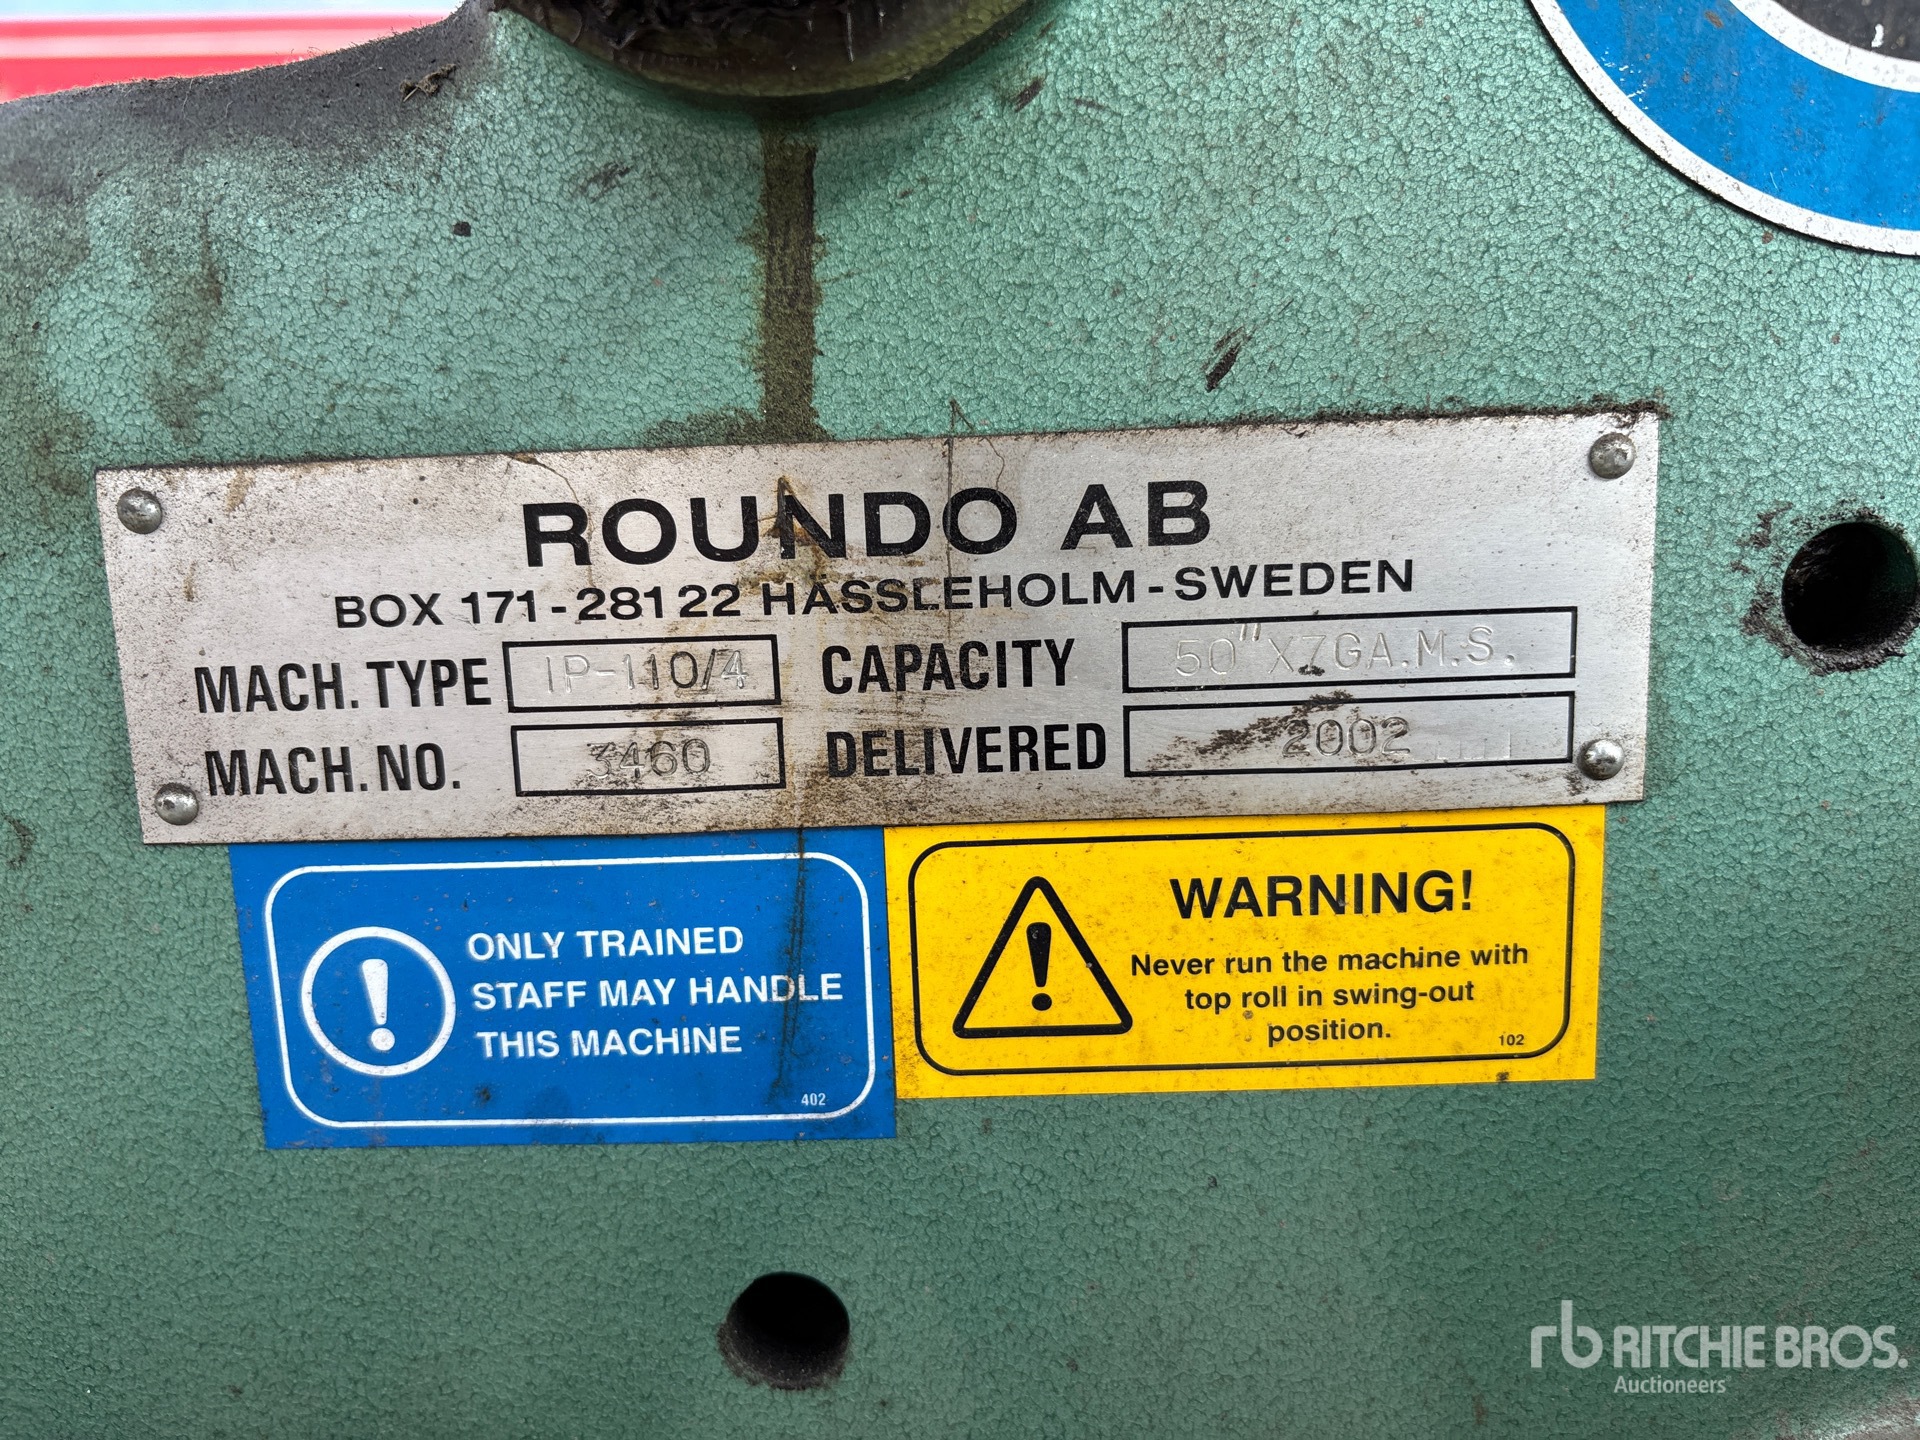 ROUNDO AB
BOX 171-281 22 HÄSSLEHOLM-SWEDEN
MACH. TYPE IP-110/4 CAPACITY 50" X7GA.M.S.
MACH. NO. 3460 DELIVERED 2002
ONLY TRAINED
STAFF MAY HANDLE
THIS MACHINE
402
WARNING!
Never run the machine with
top roll in swing-out
position.
102
rb RITCHIE BROS.
Auctioneers